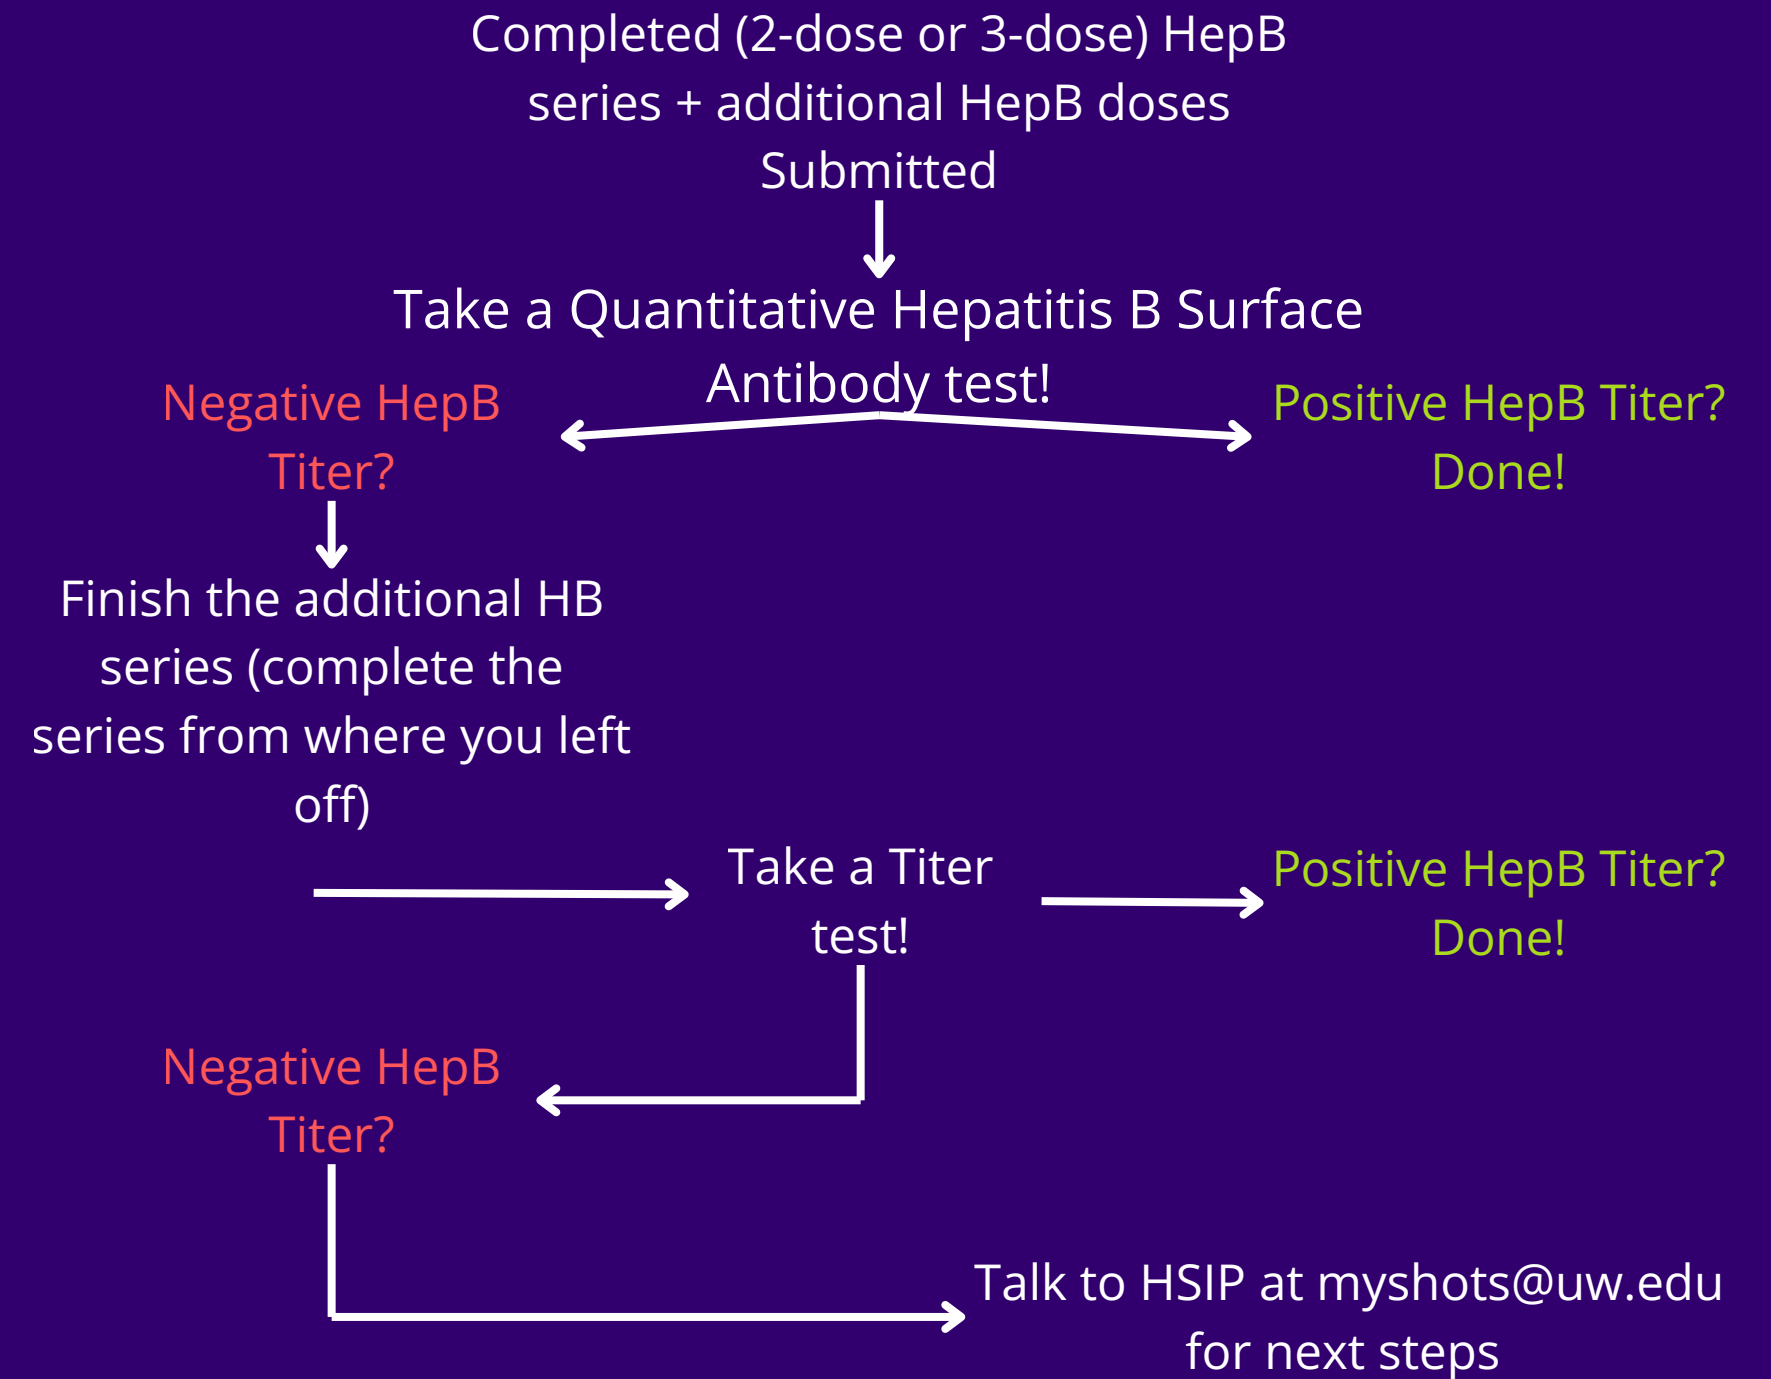 Completed (2-dose or 3-dose) HepB
series + additional HepB doses
Submitted
Take a Quantitative Hepatitis B Surface
Antibody test!
Negative HepB
Titer?
Positive HepB Titer?
Done!
Finish the additional HB
series (complete the
series from where you left
off)
Take a Titer
test!
Positive HepB Titer?
Done!
Negative HepB
Titer?
Talk to HSIP at myshots@uw.edu
for next steps